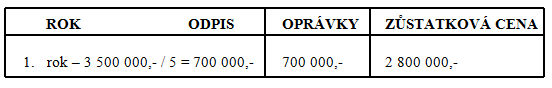 ROK ODPIS OPRÁVKY ZŮSTATKOVÁ CENA
1. rok – 3 500 000,- / 5 = 700 000,- 700 000,- 2 800 000,-